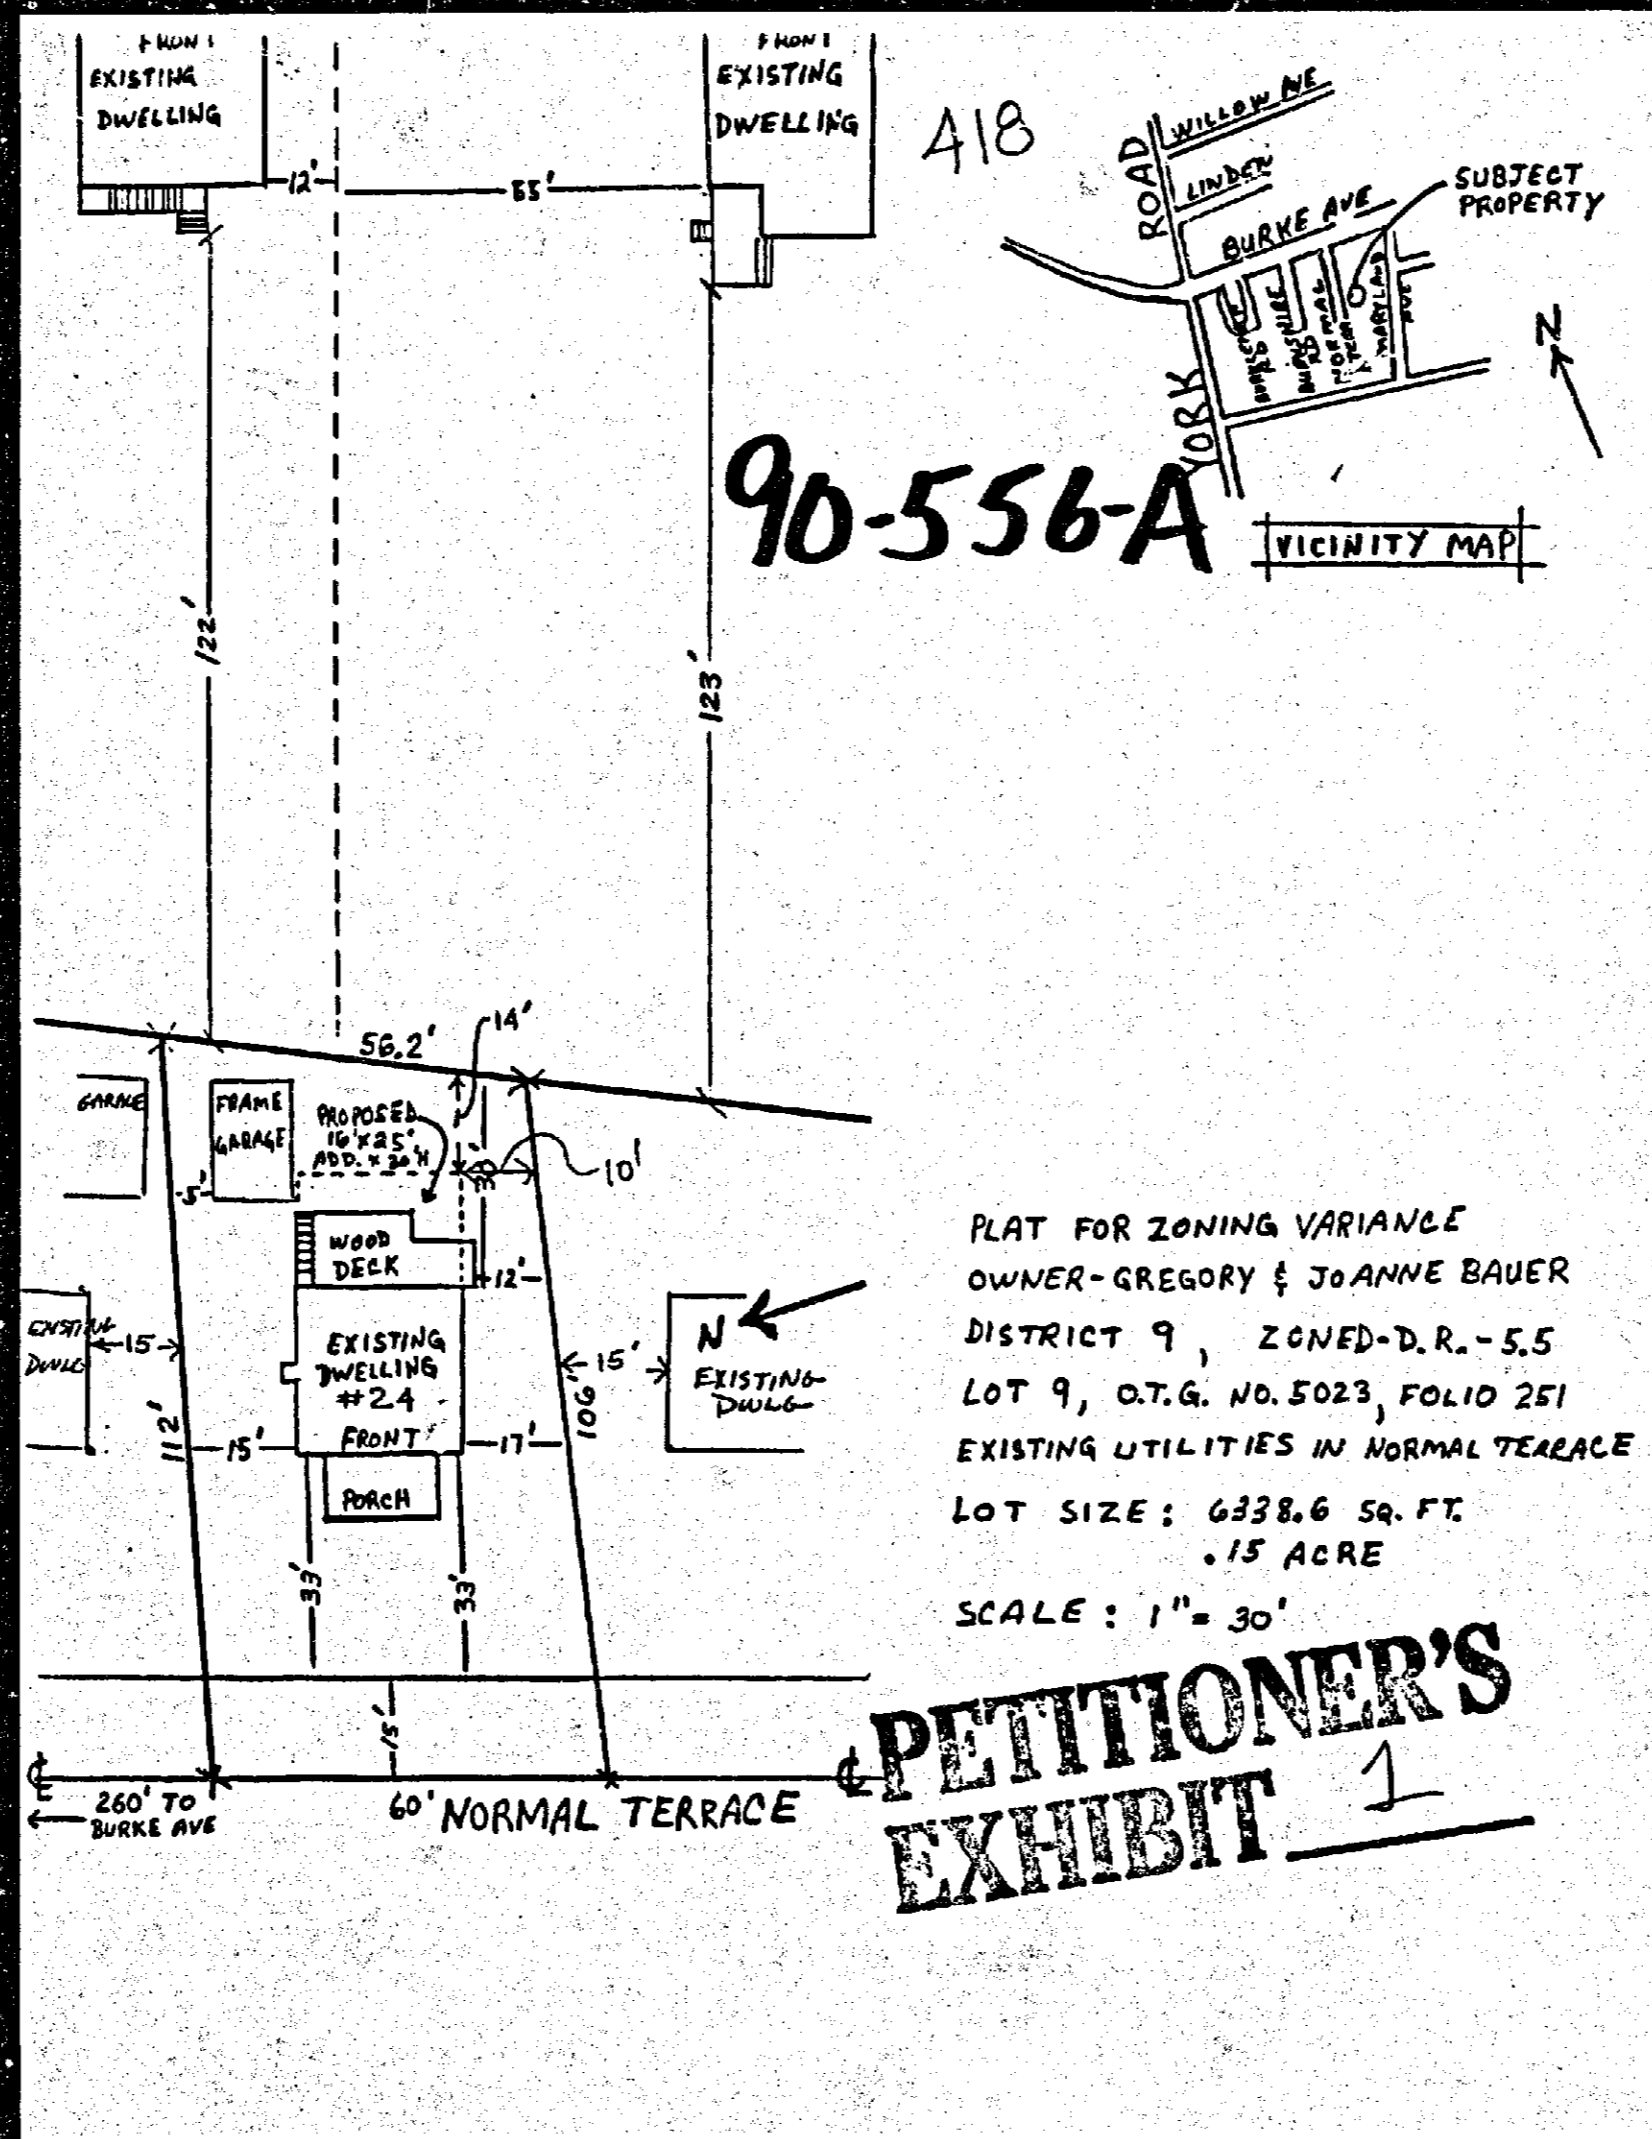 FRONT
EXISTING
DWELLING
FRONT
EXISTING
DWELLING
12'
55'
418
WILLOW AVE
LINDEN
BURKE AVE
SUBJECT
PROPERTY
YORK ROAD
NORMAL
MARYLAND
AVE
N
90-556-A
VICINITY MAP
122'
123'
56.2'
14'
GARAGE
FRAME
GARAGE
PROPOSED
16'X25'
ADD. X 20'H
10'
5'
WOOD
DECK
12'
EXISTING
DWLG
15'
EXISTING
DWELLING
#24
FRONT
15'
N
EXISTING
DWLG
112'
106'
15'
17'
PORCH
33'
33'
15'
260' TO
BURKE AVE
60' NORMAL TERRACE
PLAT FOR ZONING VARIANCE
OWNER-GREGORY & JOANNE BAUER
DISTRICT 9, ZONED-D.R.-5.5
LOT 9, O.T.G. NO. 5023, FOLIO 251
EXISTING UTILITIES IN NORMAL TERRACE
LOT SIZE: 6338.6 SQ. FT.
.15 ACRE
SCALE: 1"=30'
PETITIONER'S
EXHIBIT 1